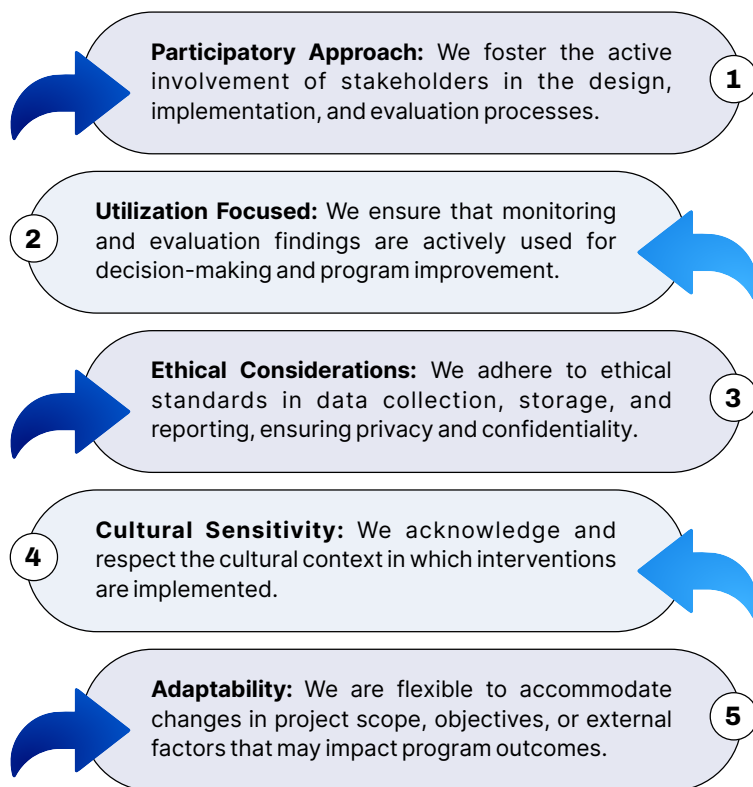 Participatory Approach: We foster the active
involvement of stakeholders in the design,
implementation, and evaluation processes.
1
Utilization Focused: We ensure that monitoring
and evaluation findings are actively used for
decision-making and program improvement.
2
Ethical Considerations: We adhere to ethical
standards in data collection, storage, and
reporting, ensuring privacy and confidentiality.
3
Cultural Sensitivity: We acknowledge and
respect the cultural context in which interventions
are implemented.
4
Adaptability: We are flexible to accommodate
changes in project scope, objectives, or external
factors that may impact program outcomes.
5